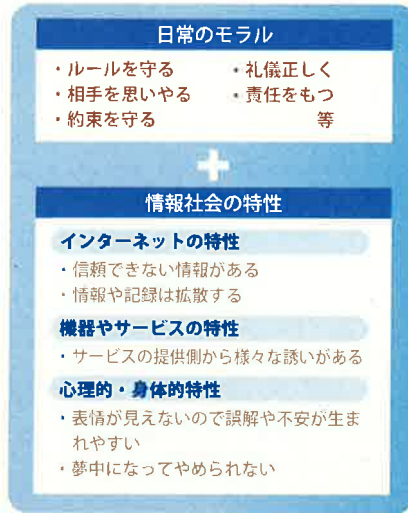 日常のモラル
・ルールを守る ・礼儀正しく
・相手を思いやる ・責任をもつ
・約束を守る 等
+
情報社会の特性
インターネットの特性
・信頼できない情報がある
・情報や記録は拡散する
機器やサービスの特性
・サービスの提供側から様々な誘いがある
心理的・身体的特性
・表情が見えないので誤解や不安が生ま
れやすい
・夢中になってやめられない